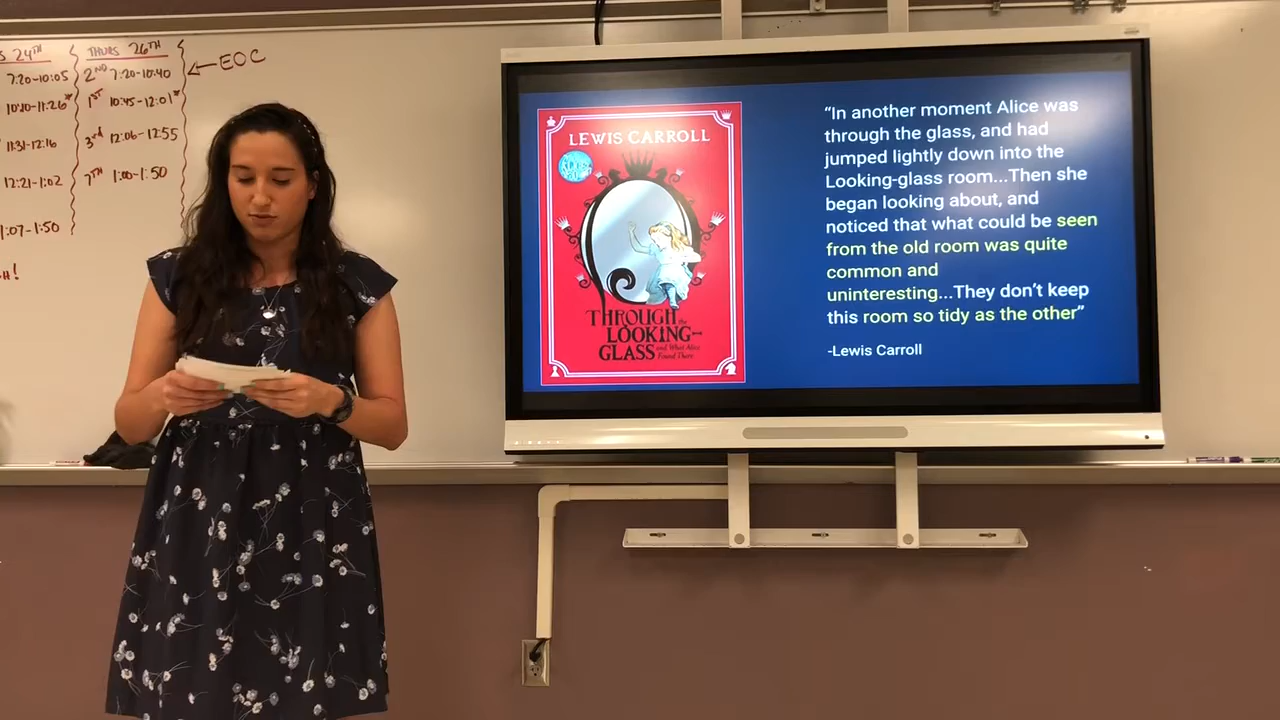 S 24TH
7:20-10:05
10:10-11:26*
11:31-12:16
12:21-1:02
1:07-1:50
H!
THURS 26TH
2ND 7:20-10:40
1ST 10:45-12:01*
3rd 12:06-12:55
7TH 1:00-1:50
EOC
LEWIS CARROLL
THROUGH the
LOOKING-
GLASS and What Alice
Found There
“In another moment Alice was
through the glass, and had
jumped lightly down into the
Looking-glass room...Then she
began looking about, and
noticed that what could be seen
from the old room was quite
common and
uninteresting...They don’t keep
this room so tidy as the other”
-Lewis Carroll